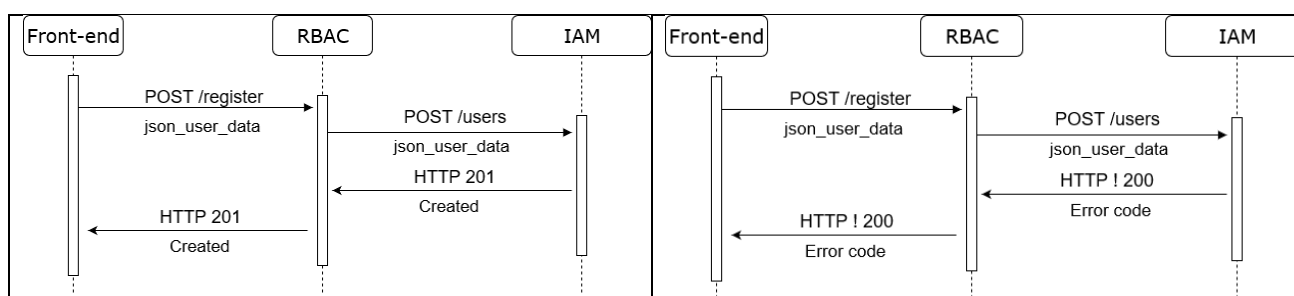 Front-end
RBAC
IAM
POST /register
json_user_data
POST /users
json_user_data
HTTP 201
Created
HTTP 201
Created
Front-end
RBAC
IAM
POST /register
json_user_data
POST /users
json_user_data
HTTP ! 200
Error code
HTTP ! 200
Error code